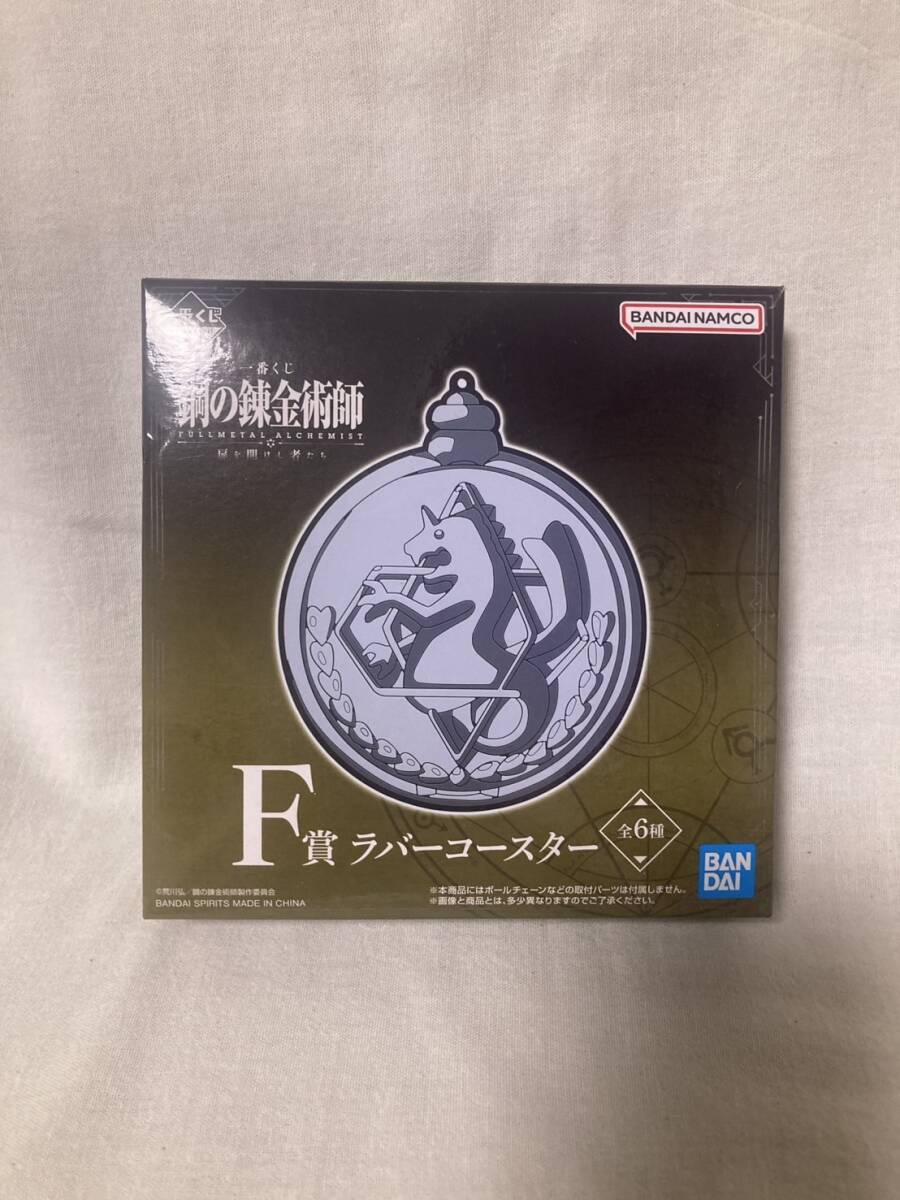 一番くじ
BANDAI NAMCO
一番くじ
鋼の錬金術師
FULLMETAL ALCHEMIST
扉を開けし者たち
F賞 ラバーコースター
全6種
BAN
DAI
©荒川弘／鋼の錬金術師製作委員会
BANDAI SPIRITS MADE IN CHINA
※本商品にはボールチェーンなどの取付パーツは付属しません。
※画像と商品とは、多少異なりますのでご了承ください。